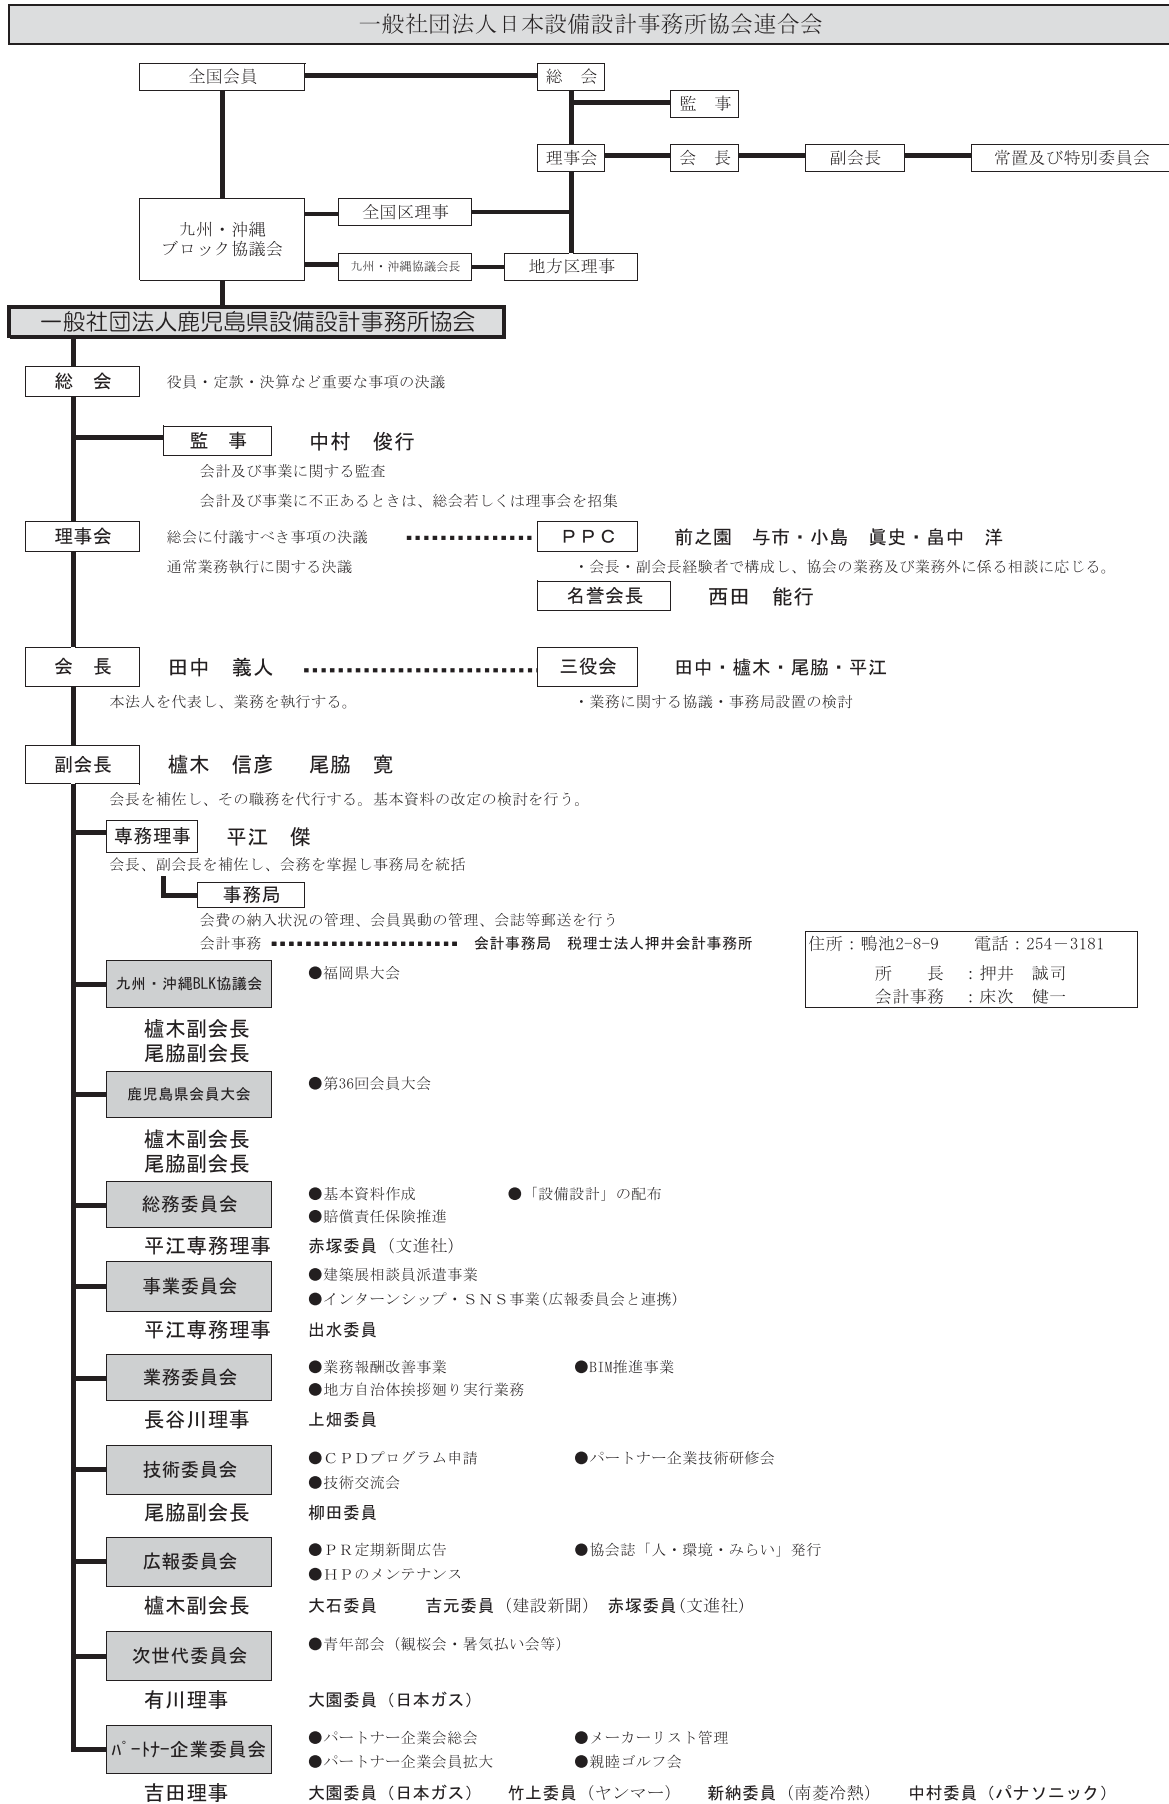 一般社団法人日本設備設計事務所協会連合会
全国会員　総　会
監　事
理事会　会　長　副会長　常置及び特別委員会
九州・沖縄
ブロック協議会
全国区理事
九州・沖縄協議会長　地方区理事
一般社団法人鹿児島県設備設計事務所協会
総　会　役員・定款・決算など重要な事項の決議
監　事　中村　俊行
会計及び事業に関する監査
会計及び事業に不正あるときは、総会若しくは理事会を招集
理事会　総会に付議すべき事項の決議　ＰＰＣ　前之園　与市・小島　眞史・畠中　洋
通常業務執行に関する決議　・会長・副会長経験者で構成し、協会の業務及び業務外に係る相談に応じる。
名誉会長　西田　能行
会　長　田中　義人　三役会　田中・櫨木・尾脇・平江
本法人を代表し、業務を執行する。　・業務に関する協議・事務局設置の検討
副会長　櫨木　信彦　尾脇　寛
会長を補佐し、その職務を代行する。基本資料の改定の検討を行う。
専務理事　平江　傑
会長、副会長を補佐し、会務を掌握し事務局を統括
事務局
会費の納入状況の管理、会員異動の管理、会誌等郵送を行う
会計事務　会計事務局　税理士法人押井会計事務所
住所：鴨池2-8-9　電話：254－3181
所　長　：押井　誠司
会計事務　：床次　健一
九州・沖縄BLK協議会　●福岡県大会
櫨木副会長
尾脇副会長
鹿児島県会員大会　●第36回会員大会
櫨木副会長
尾脇副会長
総務委員会　●基本資料作成　●「設備設計」の配布
●賠償責任保険推進
平江専務理事　赤塚委員（文進社）
事業委員会　●建築展相談員派遣事業
●インターンシップ・ＳＮＳ事業(広報委員会と連携)
平江専務理事　出水委員
業務委員会　●業務報酬改善事業　●BIM推進事業
●地方自治体挨拶廻り実行業務
長谷川理事　上畑委員
技術委員会　●ＣＰＤプログラム申請　●パートナー企業技術研修会
●技術交流会
尾脇副会長　柳田委員
広報委員会　●ＰＲ定期新聞広告　●協会誌「人・環境・みらい」発行
●ＨＰのメンテナンス
櫨木副会長　大石委員　吉元委員（建設新聞）　赤塚委員(文進社)
次世代委員会　●青年部会（観桜会・暑気払い会等）
有川理事　大園委員（日本ガス）
ﾊﾟｰﾄﾅｰ企業委員会　●パートナー企業会総会　●メーカーリスト管理
●パートナー企業会員拡大　●親睦ゴルフ会
吉田理事　大園委員（日本ガス）　竹上委員（ヤンマー）　新納委員（南菱冷熱）　中村委員（パナソニック）